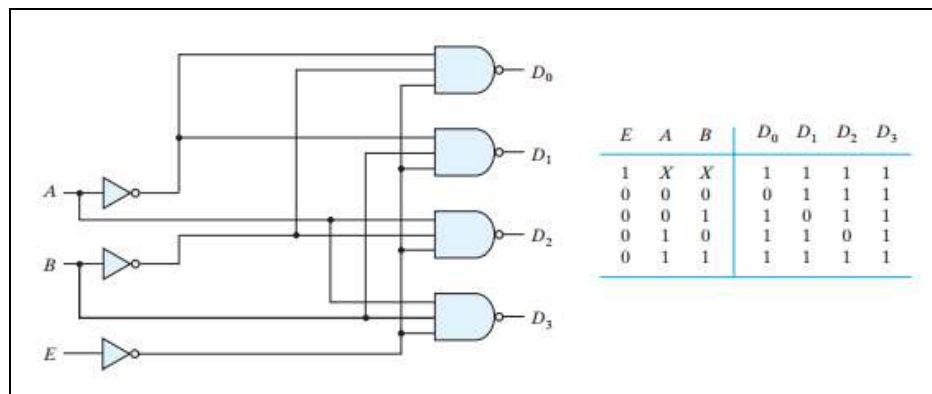 D0
D1
A
B
D2
D3
E
E A B D0 D1 D2 D3
1 X X 1 1 1 1
0 0 0 0 1 1 1
0 0 1 1 0 1 1
0 1 0 1 1 0 1
0 1 1 1 1 1 1